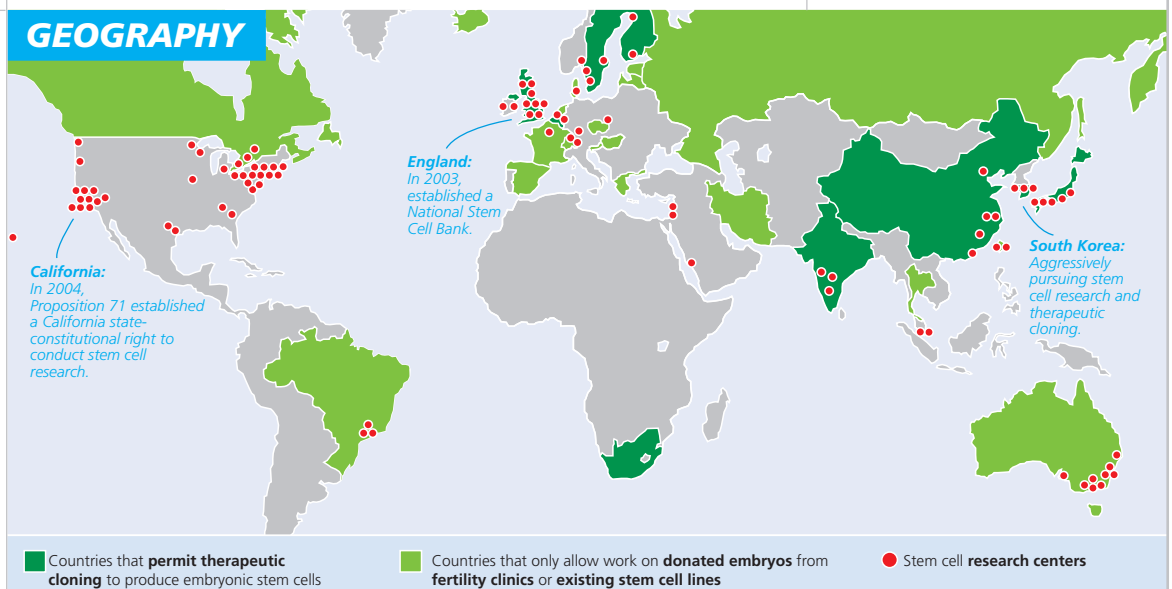 GEOGRAPHY
England:
In 2003,
established a
National Stem
Cell Bank.
California:
In 2004,
Proposition 71 established
a California state-
constitutional right to
conduct stem cell
research.
South Korea:
Aggressively
pursuing stem
cell research and
therapeutic
cloning.
Countries that permit therapeutic
cloning to produce embryonic stem cells
Countries that only allow work on donated embryos from
fertility clinics or existing stem cell lines
Stem cell research centers